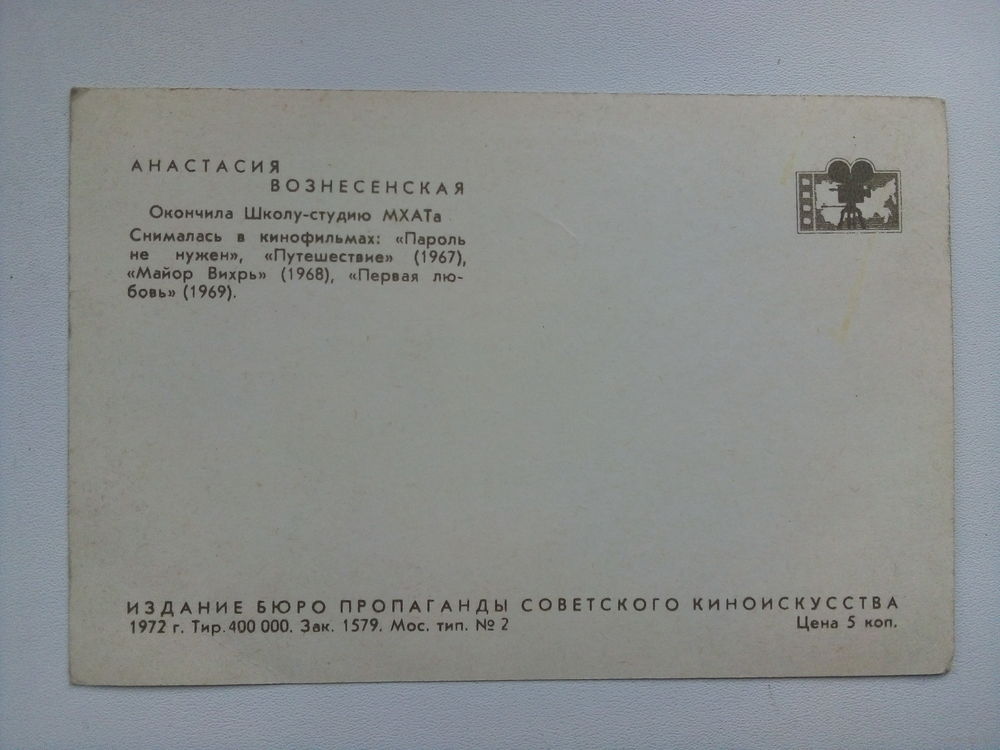 АНАСТАСИЯ
ВОЗНЕСЕНСКАЯ
Окончила Школу-студию МХАТа
Снималась в кинофильмах: «Пароль
не нужен», «Путешествие» (1967),
«Майор Вихрь» (1968), «Первая лю-
бовь» (1969).
ИЗДАНИЕ БЮРО ПРОПАГАНДЫ СОВЕТСКОГО КИНОИСКУССТВА
1972 г. Тир. 400 000. Зак. 1579. Мос. тип. № 2 Цена 5 коп.